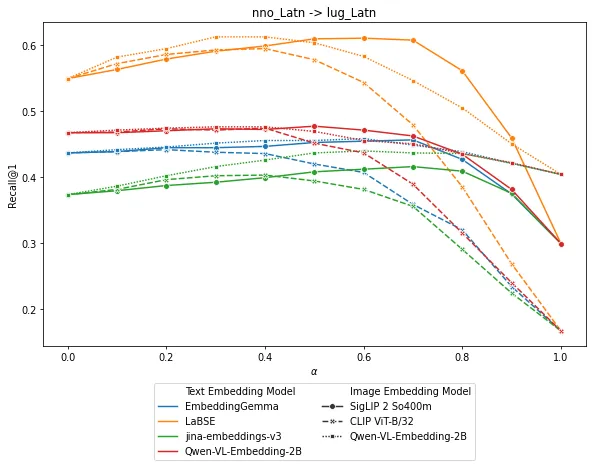 nno_Latn -> lug_Latn
Recall@1
0.6
0.5
0.4
0.3
0.2
0.0 0.2 0.4 0.6 0.8 1.0
α
Text Embedding Model Image Embedding Model
EmbeddingGemma SigLIP 2 So400m
LaBSE CLIP ViT-B/32
jina-embeddings-v3 Qwen-VL-Embedding-2B
Qwen-VL-Embedding-2B